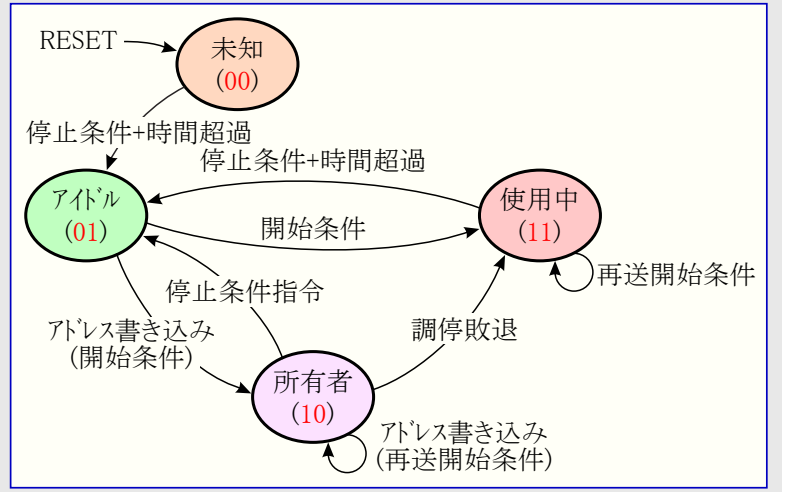 RESET
未知
(00)
停止条件+時間超過
停止条件+時間超過
アイドル
(01)
使用中
(11)
開始条件
再送開始条件
停止条件指令
アドレス書き込み
(開始条件)
調停敗退
所有者
(10)
アドレス書き込み
(再送開始条件)